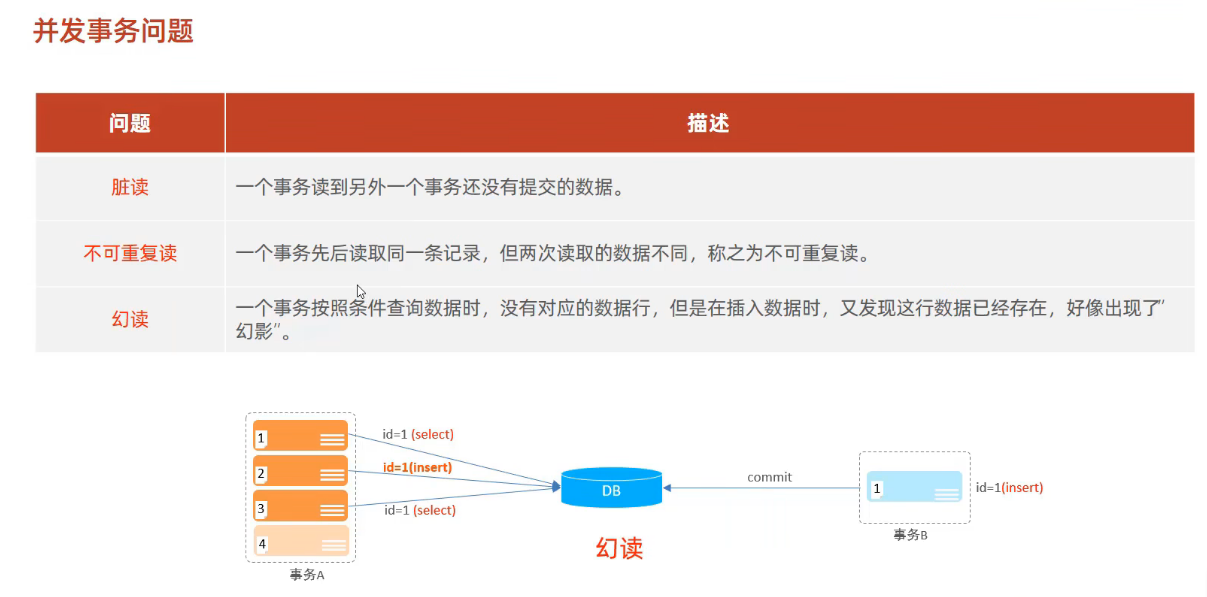 并发事务问题
问题 描述
脏读 一个事务读到另外一个事务还没有提交的数据。
不可重复读 一个事务先后读取同一条记录，但两次读取的数据不同，称之为不可重复读。
幻读 一个事务按照条件查询数据时，没有对应的数据行，但是在插入数据时，又发现这行数据已经存在，好像出现了”
幻影”。
1 id=1 (select)
2 id=1(insert)
3 id=1 (select)
4
事务A
DB
幻读
commit
1 id=1(insert)
事务B